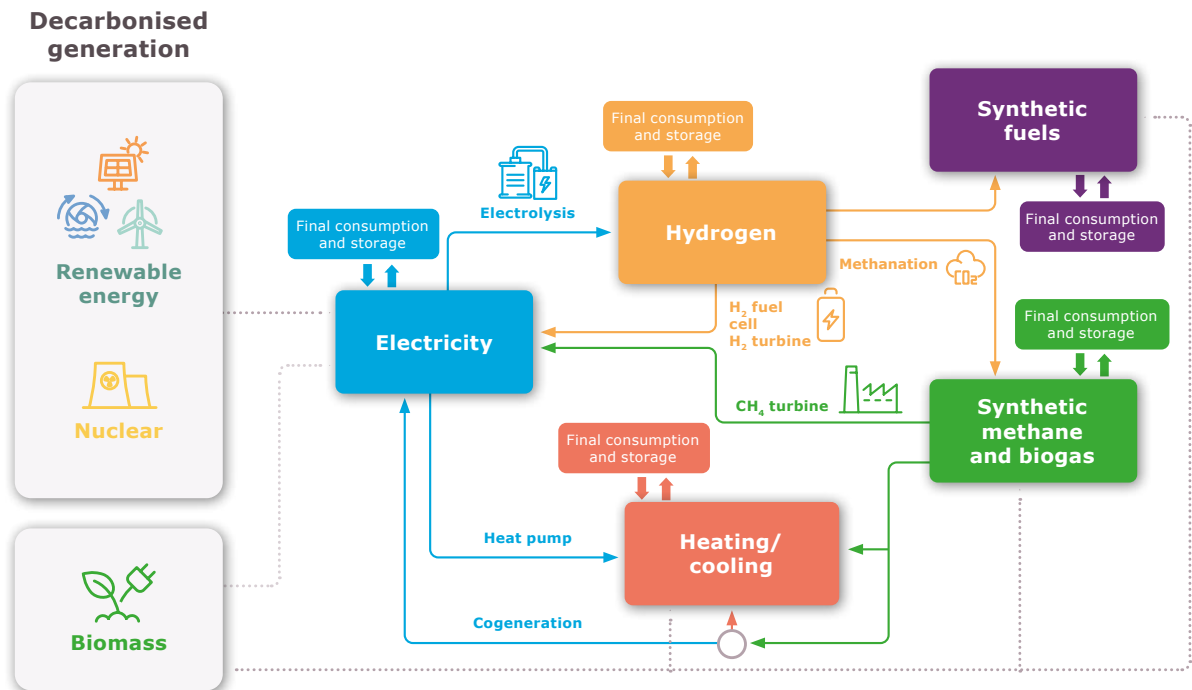 Decarbonised
generation
Renewable
energy
Nuclear
Biomass
Final consumption
and storage
Electricity
Electrolysis
Final consumption
and storage
Hydrogen
Synthetic
fuels
Final consumption
and storage
Methanation
CO₂
H₂ fuel
cell
H₂ turbine
Final consumption
and storage
CH₄ turbine
Synthetic
methane
and biogas
Final consumption
and storage
Heat pump
Heating/
cooling
Cogeneration